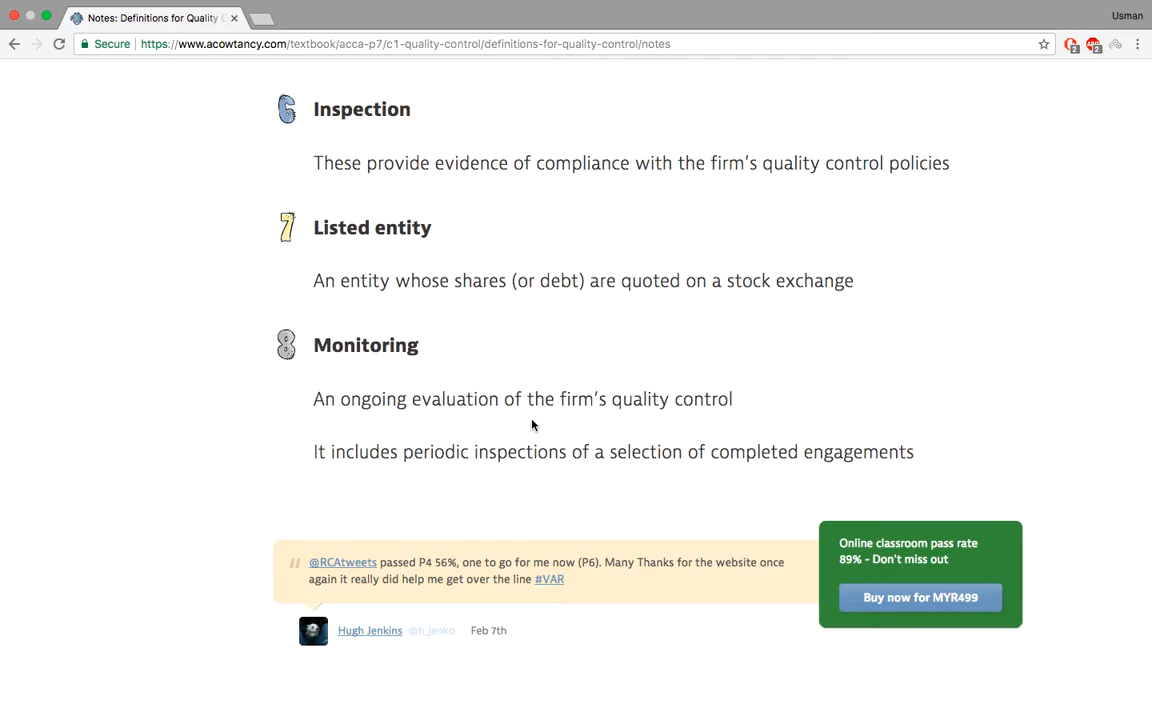 Notes: Definitions for Quality C
Usman
Secure
https://www.acowtancy.com/textbook/acca-p7/c1-quality-control/definitions-for-quality-control/notes
2
2
6 Inspection
These provide evidence of compliance with the firm's quality control policies
7 Listed entity
An entity whose shares (or debt) are quoted on a stock exchange
8 Monitoring
An ongoing evaluation of the firm's quality control
It includes periodic inspections of a selection of completed engagements
@RCAtweets passed P4 56%, one to go for me now (P6). Many Thanks for the website once
again it really did help me get over the line #VAR
Hugh Jenkins @h_jenko Feb 7th
Online classroom pass rate
89% - Don't miss out
Buy now for MYR499